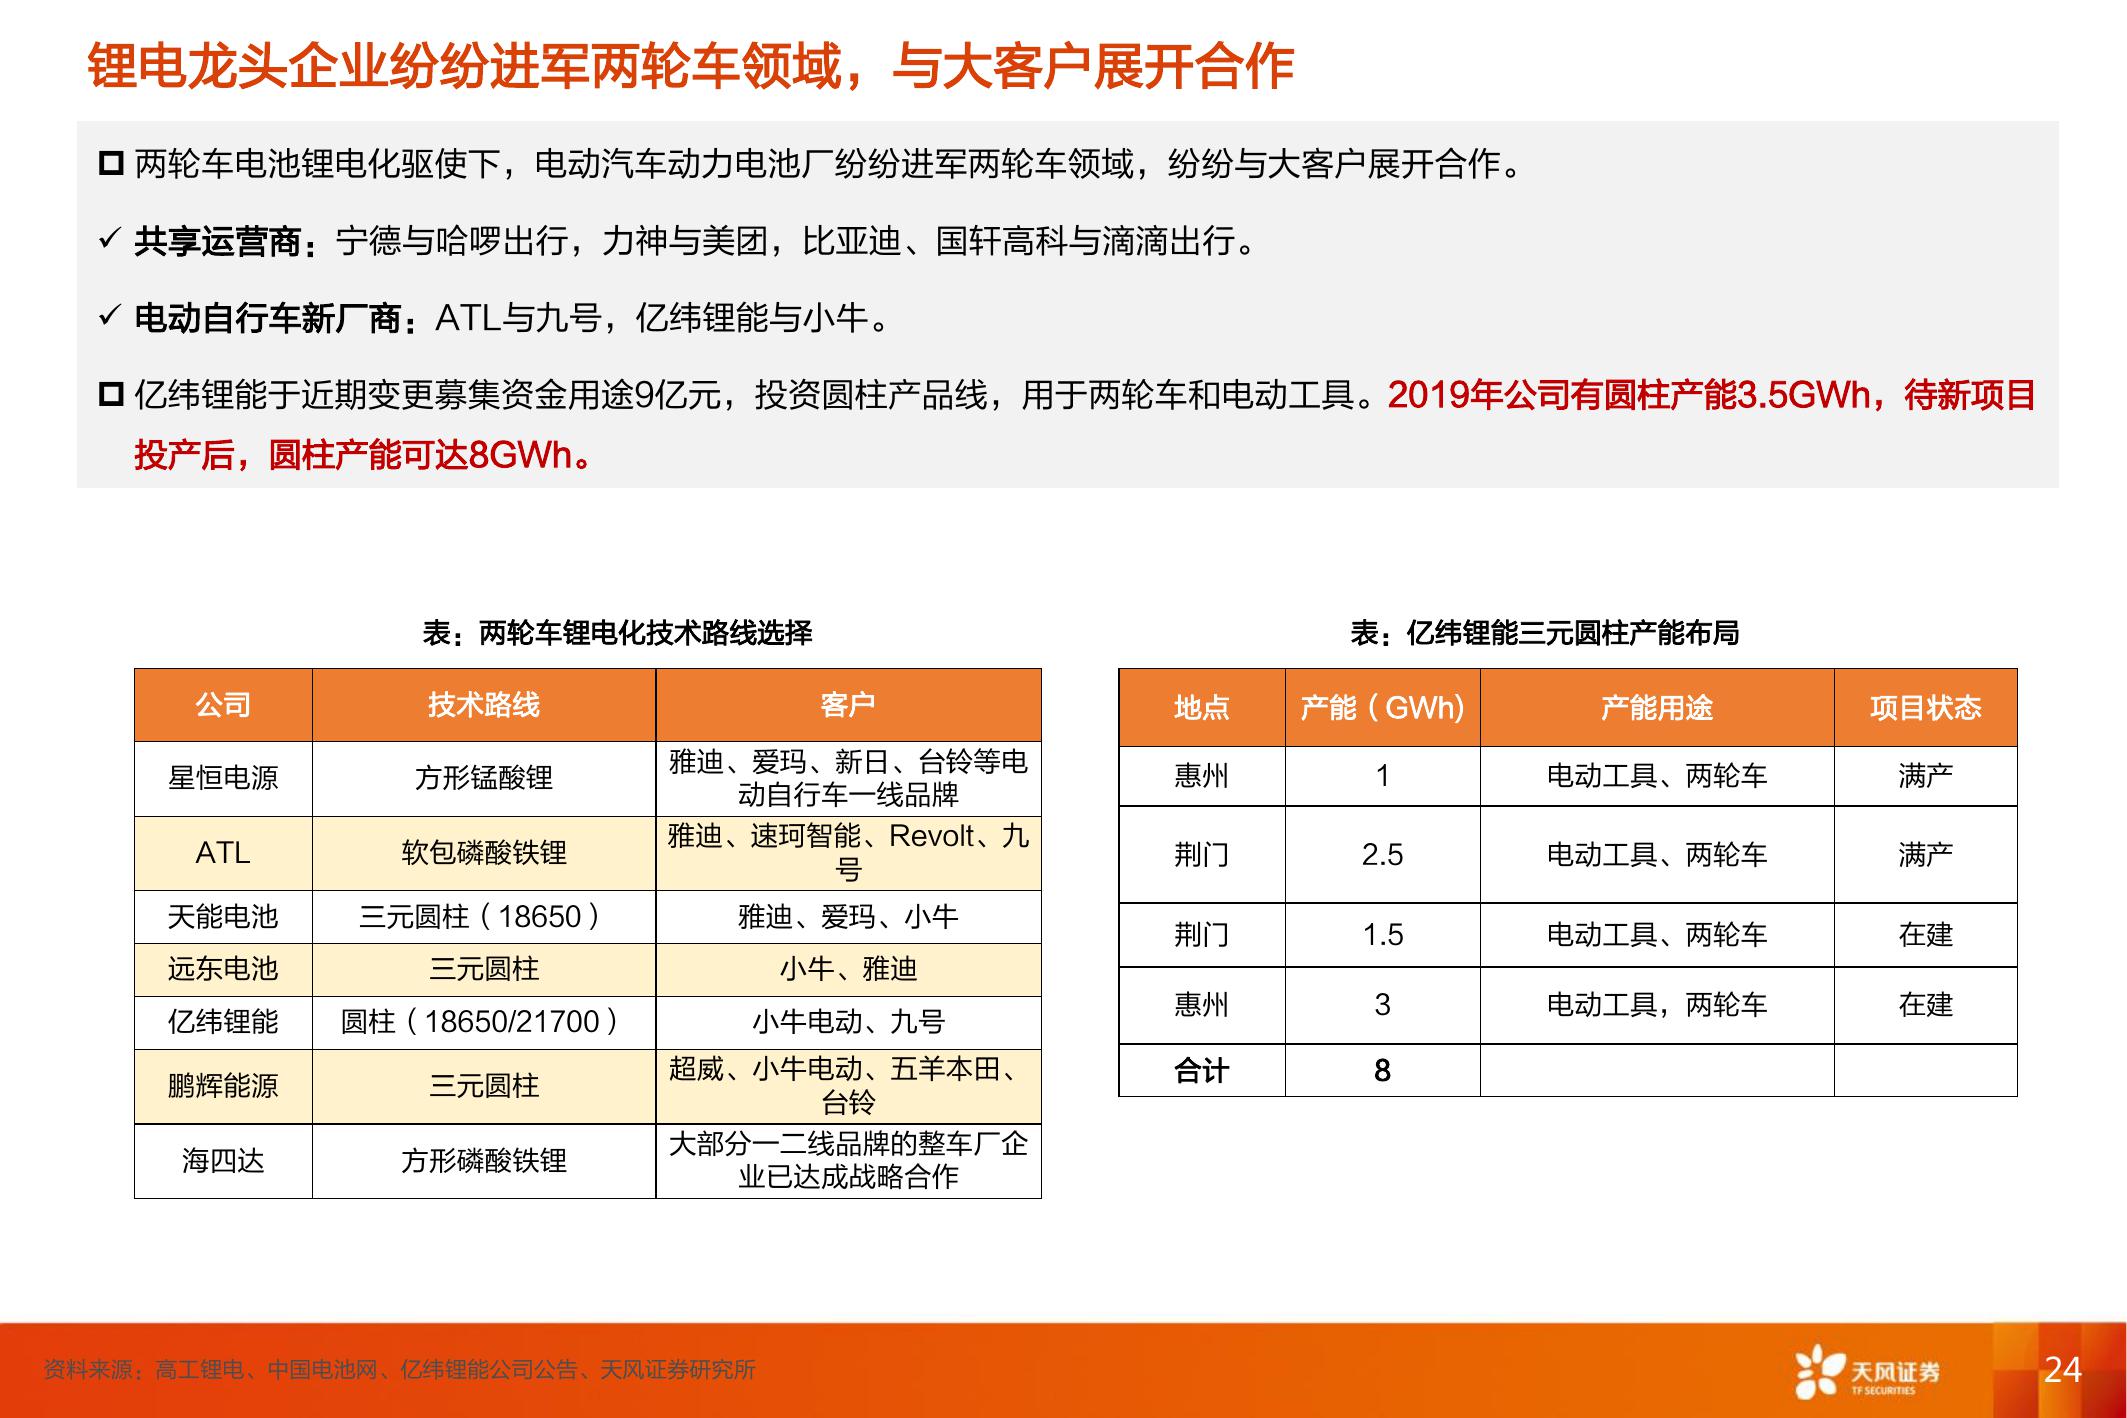 锂电龙头企业纷纷进军两轮车领域，与大客户展开合作
两轮车电池锂电化驱使下，电动汽车动力电池厂纷纷进军两轮车领域，纷纷与大客户展开合作。
✓ 共享运营商：宁德与哈啰出行，力神与美团，比亚迪、国轩高科与滴滴出行。
✓ 电动自行车新厂商：ATL与九号，亿纬锂能与小牛。
亿纬锂能于近期变更募集资金用途9亿元，投资圆柱产品线，用于两轮车和电动工具。2019年公司有圆柱产能3.5GWh，待新项目
投产后，圆柱产能可达8GWh。
表：两轮车锂电化技术路线选择
公司 技术路线 客户
星恒电源 方形锰酸锂 雅迪、爱玛、新日、台铃等电
动自行车一线品牌
ATL 软包磷酸铁锂 雅迪、速珂智能、Revolt、九
号
天能电池 三元圆柱（18650） 雅迪、爱玛、小牛
远东电池 三元圆柱 小牛、雅迪
亿纬锂能 圆柱（18650/21700） 小牛电动、九号
鹏辉能源 三元圆柱 超威、小牛电动、五羊本田、
台铃
海四达 方形磷酸铁锂 大部分一二线品牌的整车厂企
业已达成战略合作
表：亿纬锂能三元圆柱产能布局
地点 产能（GWh) 产能用途 项目状态
惠州 1 电动工具、两轮车 满产
荆门 2.5 电动工具、两轮车 满产
荆门 1.5 电动工具、两轮车 在建
惠州 3 电动工具，两轮车 在建
合计 8
资料来源：高工锂电、中国电池网、亿纬锂能公司公告、天风证券研究所
天风证券
TF SECURITIES
24